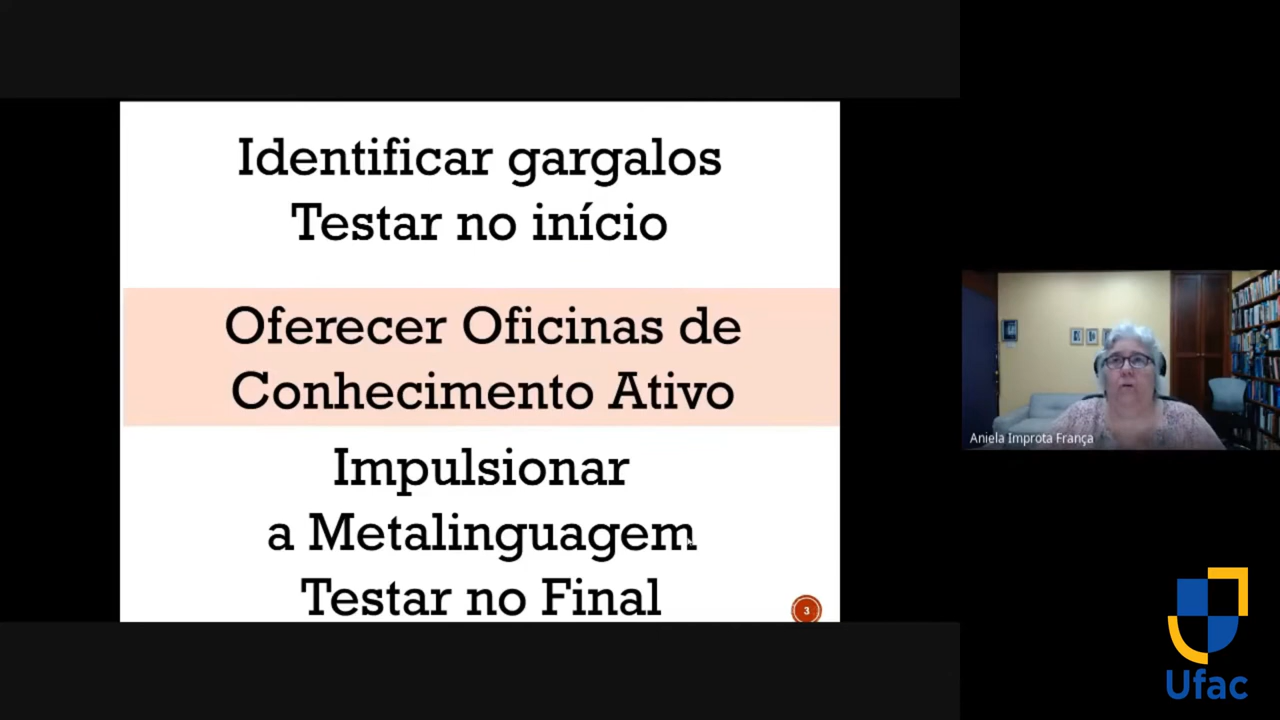 Identificar gargalos
Testar no início
Oferecer Oficinas de
Conhecimento Ativo
Impulsionar
a Metalinguagem
Testar no Final
3
Aniela Improta França
Ufac